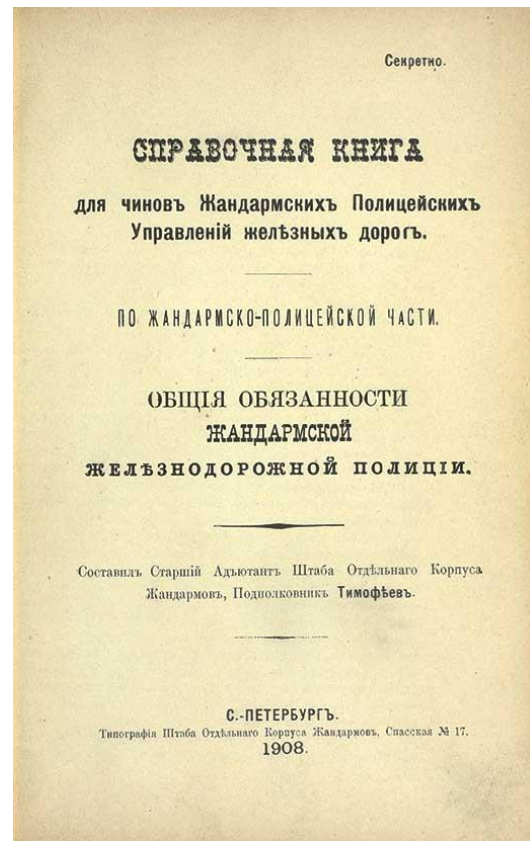 Секретно.
СПРАВОЧНАЯ КНИГА
для чиновъ Жандармскихъ Полицейскихъ
Управленій желѣзныхъ дорогъ.
ПО ЖАНДАРМСКО-ПОЛИЦЕЙСКОЙ ЧАСТИ.
ОБЩІЯ ОБЯЗАННОСТИ
ЖАНДАРМСКОЙ
ЖЕЛѢЗНОДОРОЖНОЙ ПОЛИЦІИ.
Составилъ Старшій Адъютантъ Штаба Отдѣльнаго Корпуса
Жандармовъ, Подполковникъ Тимофѣевъ.
С.-ПЕТЕРБУРГЪ.
Типографія Штаба Отдѣльнаго Корпуса Жандармовъ, Спасская № 17.
1908.